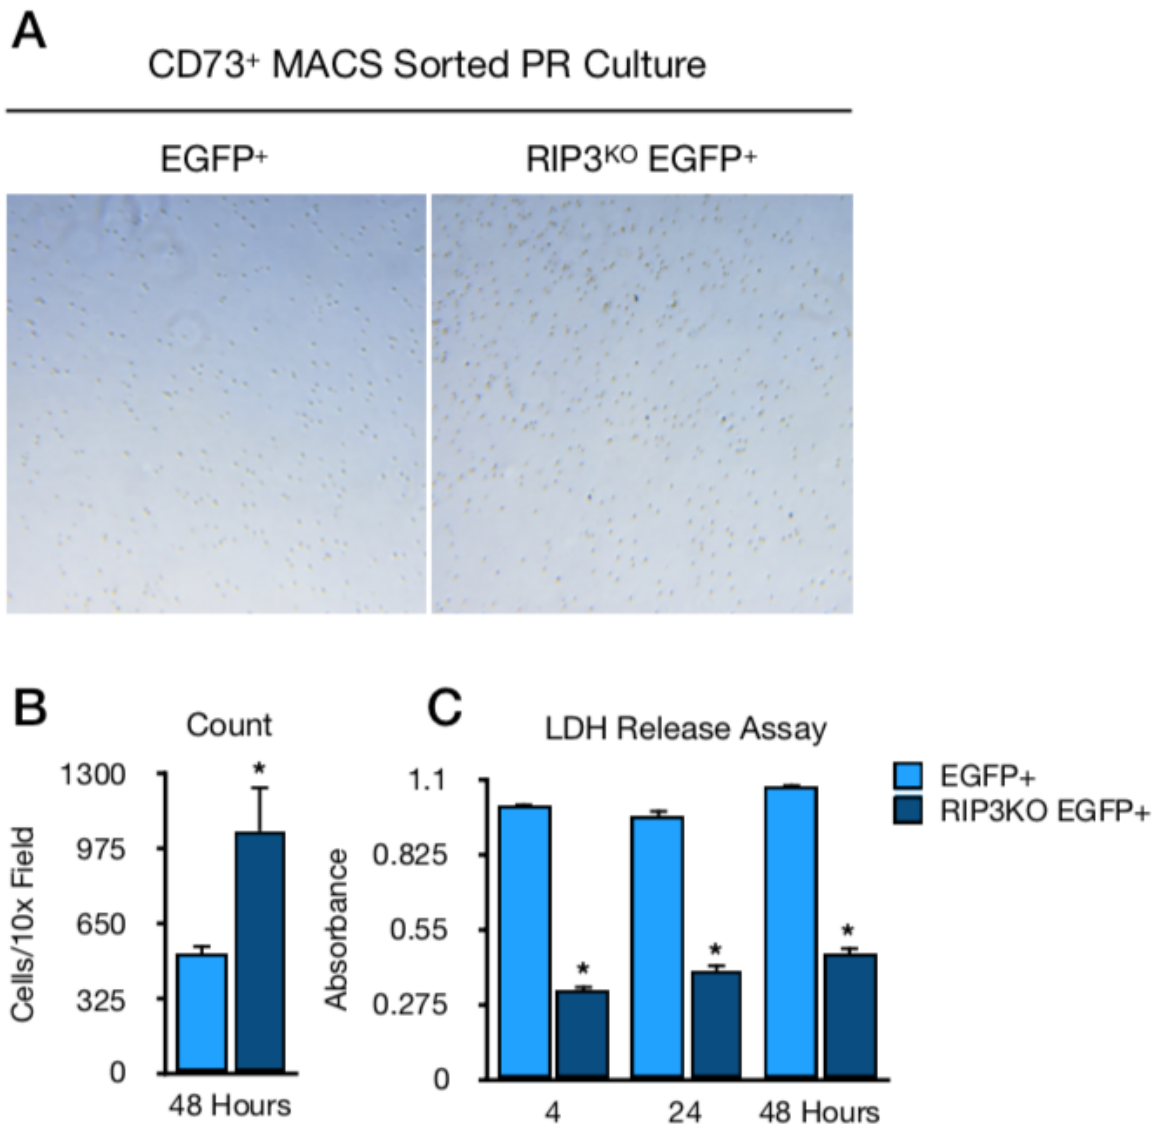 A
CD73+ MACS Sorted PR Culture
EGFP+
RIP3KO EGFP+
B
Count
1300
975
650
325
0
Cells/10x Field
*
48 Hours
C
LDH Release Assay
1.1
0.825
0.55
0.275
0
Absorbance
*
*
*
4
24
48 Hours
EGFP+
RIP3KO EGFP+